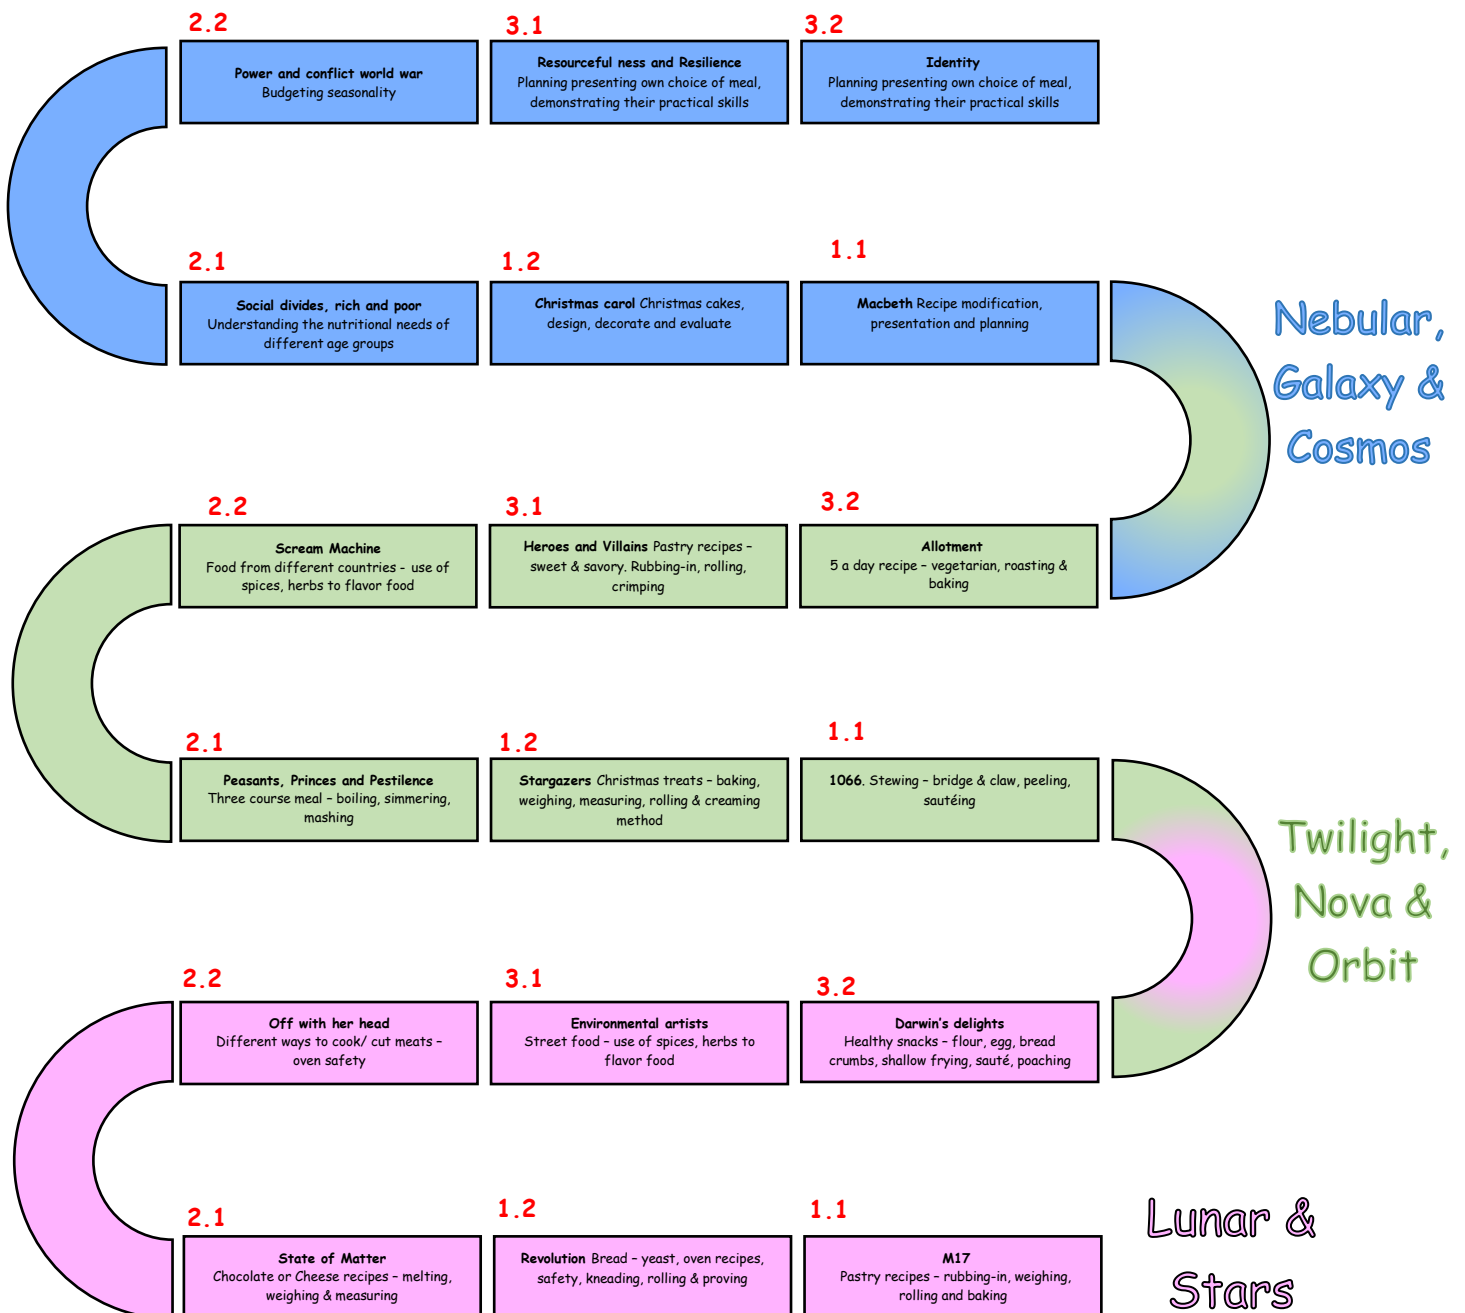 2.2
3.1
3.2
Power and conflict world war
Budgeting seasonality
Resourceful ness and Resilience
Planning presenting own choice of meal,
demonstrating their practical skills
Identity
Planning presenting own choice of meal,
demonstrating their practical skills
2.1
1.2
1.1
Social divides, rich and poor
Understanding the nutritional needs of
different age groups
Christmas carol Christmas cakes,
design, decorate and evaluate
Macbeth Recipe modification,
presentation and planning
Nebular,
Galaxy &
Cosmos
2.2
3.1
3.2
Scream Machine
Food from different countries - use of
spices, herbs to flavor food
Heroes and Villains Pastry recipes –
sweet & savory. Rubbing-in, rolling,
crimping
Allotment
5 a day recipe – vegetarian, roasting &
baking
2.1
1.2
1.1
Peasants, Princes and Pestilence
Three course meal – boiling, simmering,
mashing
Stargazers Christmas treats – baking,
weighing, measuring, rolling & creaming
method
1066. Stewing – bridge & claw, peeling,
sautéing
Twilight,
Nova &
Orbit
2.2
3.1
3.2
Off with her head
Different ways to cook/ cut meats –
oven safety
Environmental artists
Street food – use of spices, herbs to
flavor food
Darwin's delights
Healthy snacks – flour, egg, bread
crumbs, shallow frying, sauté, poaching
2.1
1.2
1.1
State of Matter
Chocolate or Cheese recipes – melting,
weighing & measuring
Revolution Bread – yeast, oven recipes,
safety, kneading, rolling & proving
M17
Pastry recipes – rubbing-in, weighing,
rolling and baking
Lunar &
Stars